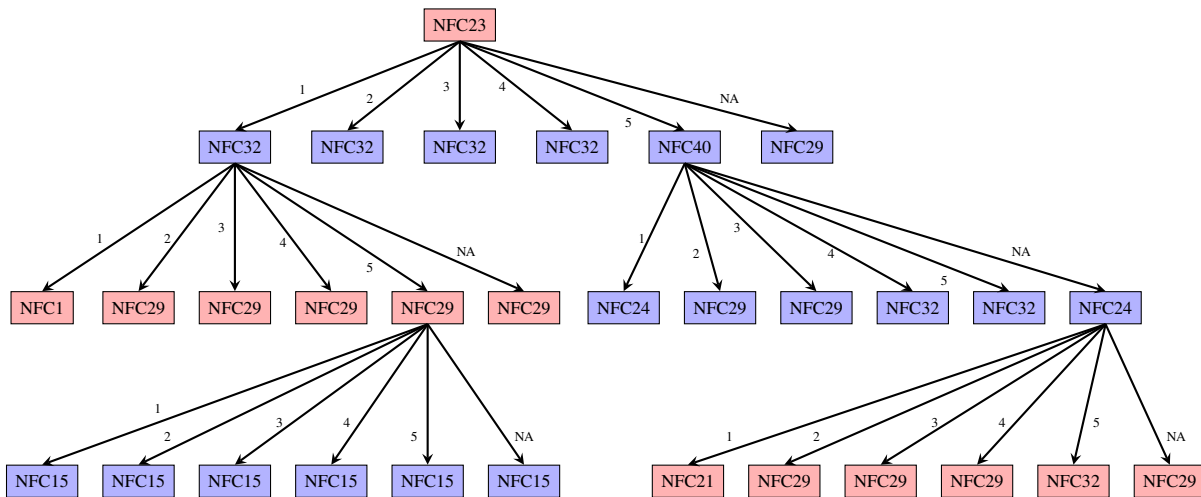 NFC23
1 2 3 4 5 NA
NFC32 NFC32 NFC32 NFC32 NFC40 NFC29
1 2 3 4 5 NA 1 2 3 4 5 NA
NFC1 NFC29 NFC29 NFC29 NFC29 NFC29 NFC24 NFC29 NFC29 NFC32 NFC32 NFC24
1 2 3 4 5 NA 1 2 3 4 5 NA
NFC15 NFC15 NFC15 NFC15 NFC15 NFC15 NFC21 NFC29 NFC29 NFC29 NFC32 NFC29